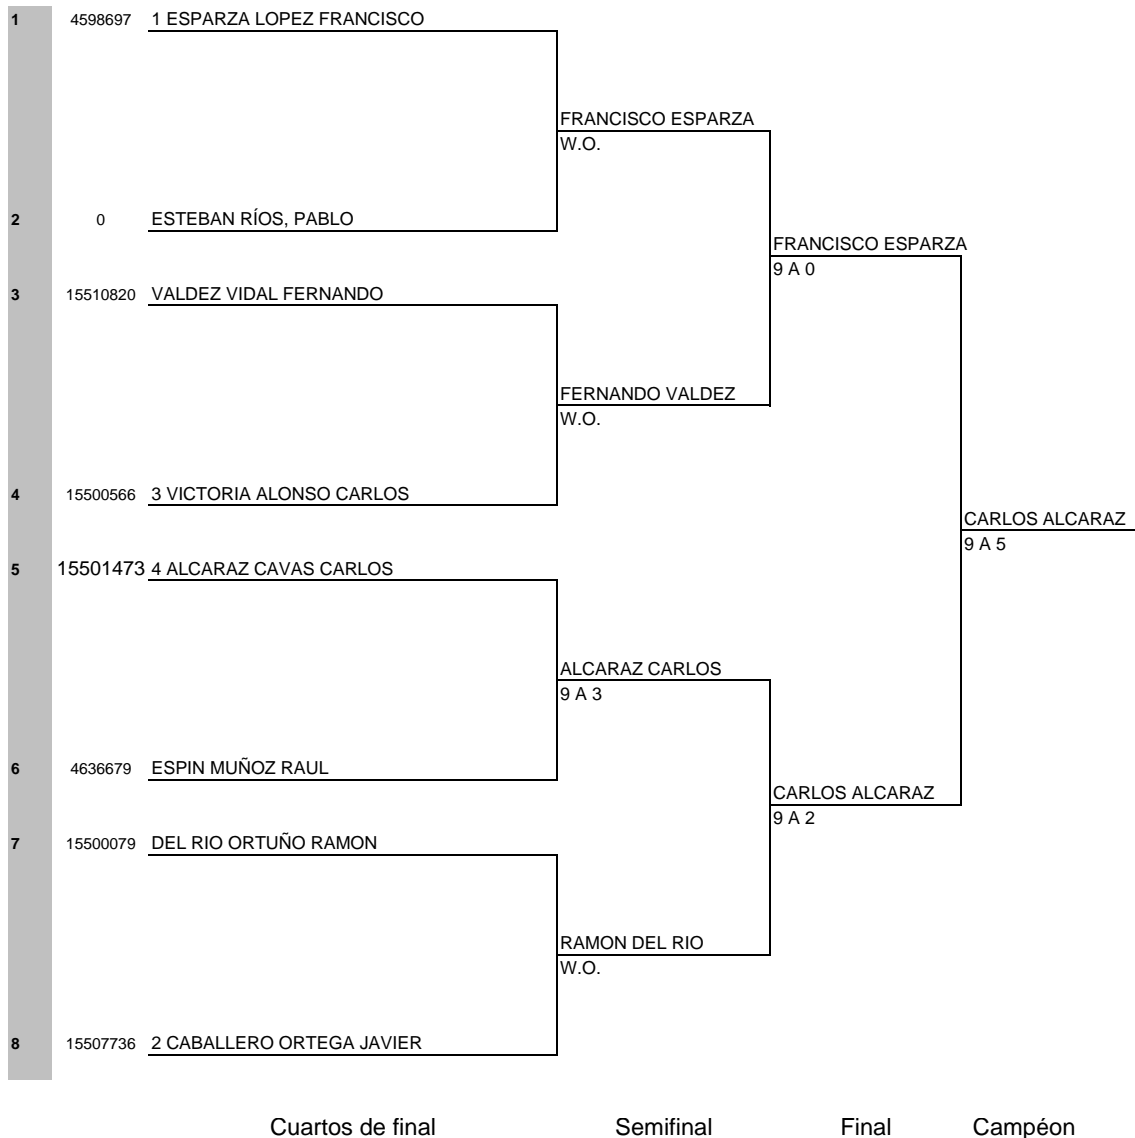 1 4598697 1 ESPARZA LOPEZ FRANCISCO
FRANCISCO ESPARZA
W.O.
2 0 ESTEBAN RÍOS, PABLO
FRANCISCO ESPARZA
9 A 0
3 15510820 VALDEZ VIDAL FERNANDO
FERNANDO VALDEZ
W.O.
4 15500566 3 VICTORIA ALONSO CARLOS
CARLOS ALCARAZ
9 A 5
5 15501473 4 ALCARAZ CAVAS CARLOS
ALCARAZ CARLOS
9 A 3
6 4636679 ESPIN MUÑOZ RAUL
CARLOS ALCARAZ
9 A 2
7 15500079 DEL RIO ORTUÑO RAMON
RAMON DEL RIO
W.O.
8 15507736 2 CABALLERO ORTEGA JAVIER
Cuartos de final Semifinal Final Campéon